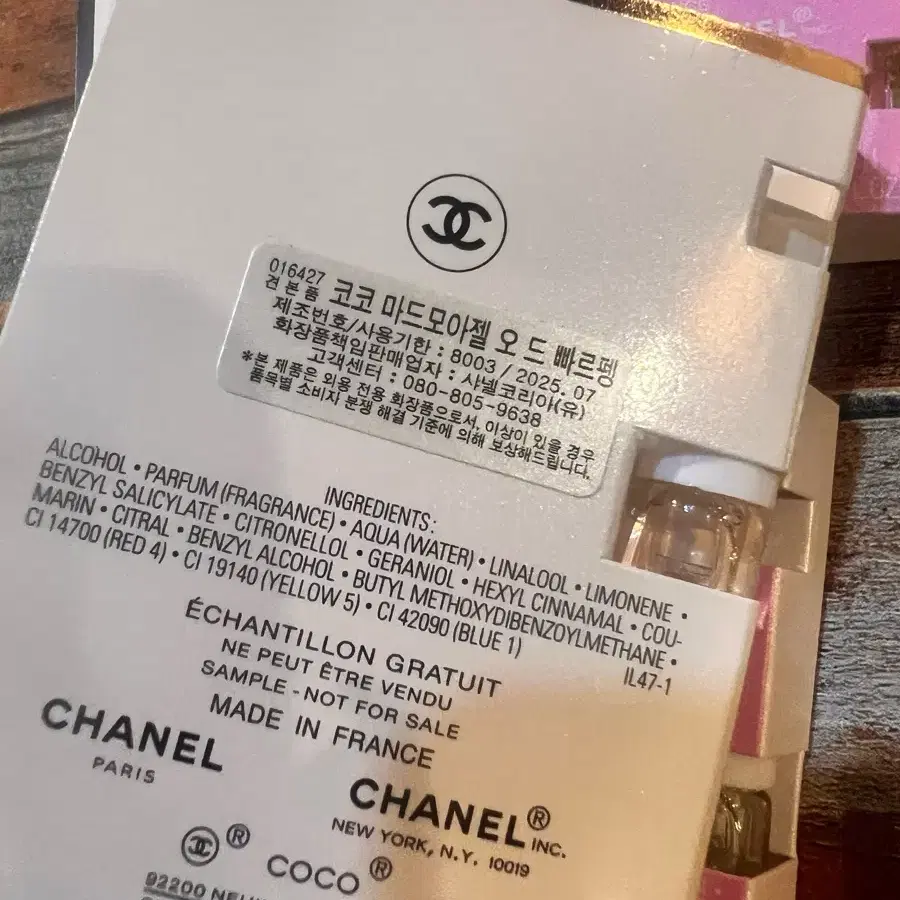 016427
견 본 품 코코 마드모아젤 오 드 빠르펭
제조번호/사용기한 : 8003 / 2025. 07
화장품책임판매업자 : 샤넬코리아(유)
고객센터 : 080-805-9638
*본 제품은 외용 전용 화장품으로서, 이상이 있을 경우
품목별 소비자 분쟁 해결 기준에 의해 보상해드립니다.
INGREDIENTS:
ALCOHOL • PARFUM (FRAGRANCE) • AQUA (WATER) • LINALOOL • LIMONENE •
BENZYL SALICYLATE • CITRONELLOL • GERANIOL • HEXYL CINNAMAL • COU-
MARIN • CITRAL • BENZYL ALCOHOL • BUTYL METHOXYDIBENZOYLMETHANE •
CI 14700 (RED 4) • CI 19140 (YELLOW 5) • CI 42090 (BLUE 1)
IL47-1
ÉCHANTILLON GRATUIT
NE PEUT ÊTRE VENDU
SAMPLE - NOT FOR SALE
MADE IN FRANCE
CHANEL
PARIS
CHANEL® INC.
NEW YORK, N.Y. 10019
® COCO ®
92200